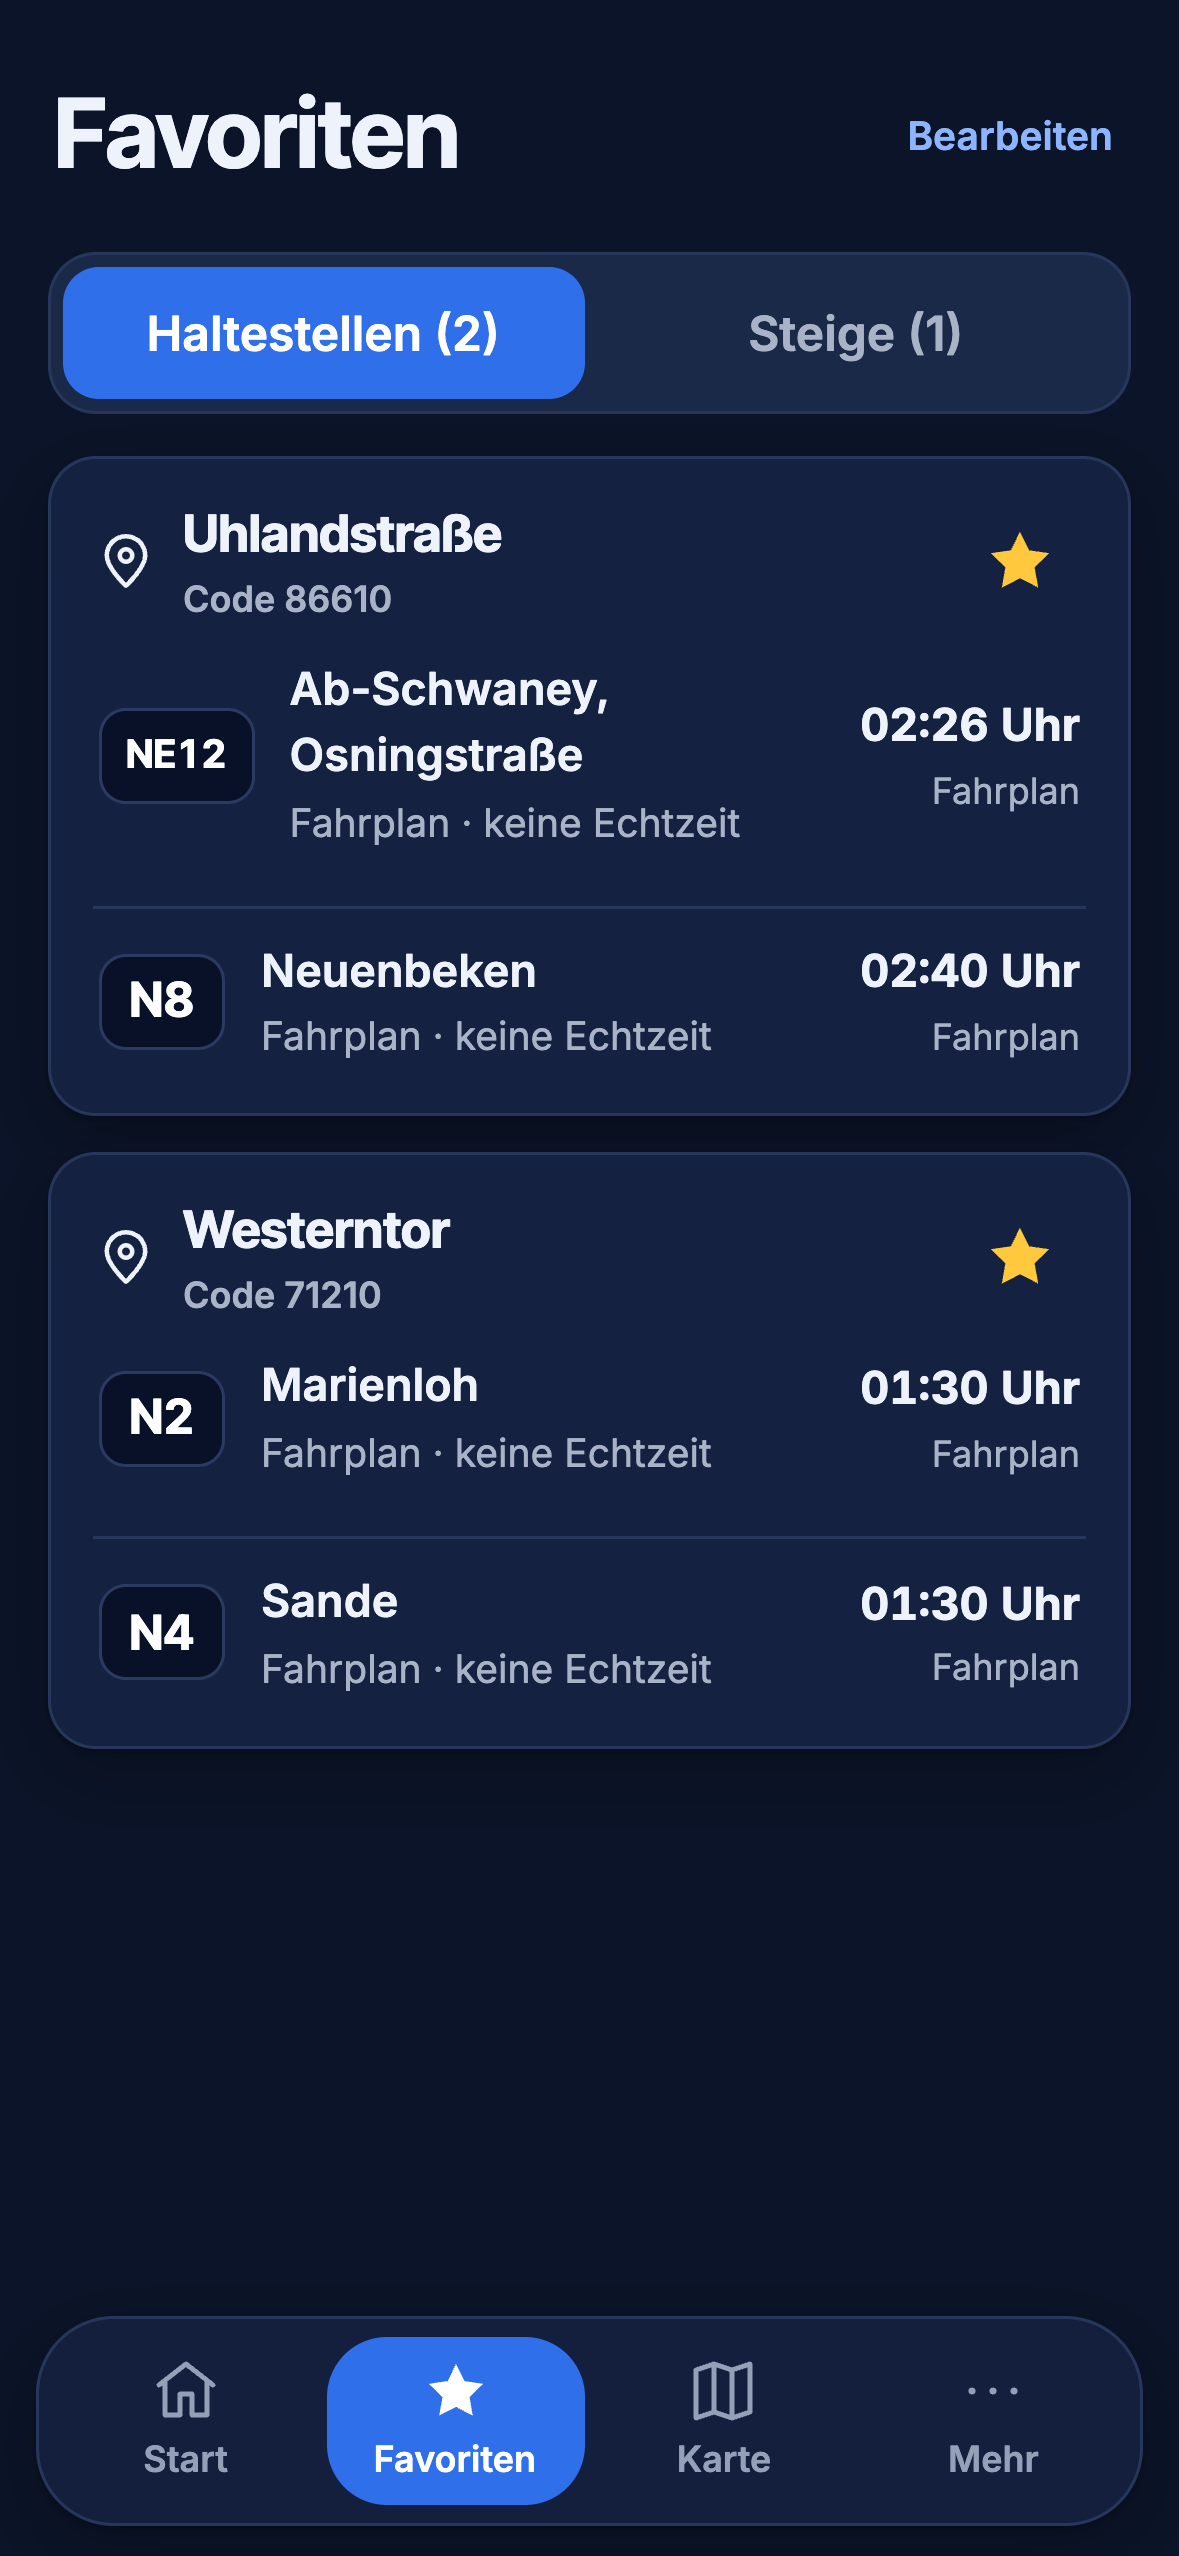 Favoriten
Bearbeiten
Haltestellen (2)
Steige (1)
Uhlandstraße
Code 86610
NE12
Ab-Schwaney,
Osningstraße
Fahrplan · keine Echtzeit
02:26 Uhr
Fahrplan
N8
Neuenbeken
Fahrplan · keine Echtzeit
02:40 Uhr
Fahrplan
Westerntor
Code 71210
N2
Marienloh
Fahrplan · keine Echtzeit
01:30 Uhr
Fahrplan
N4
Sande
Fahrplan · keine Echtzeit
01:30 Uhr
Fahrplan
Start
Favoriten
Karte
Mehr